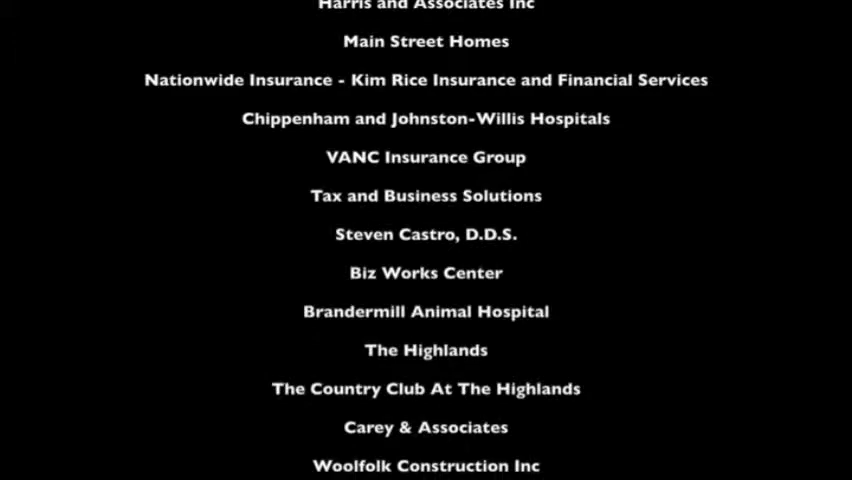 Harris and Associates Inc
Main Street Homes
Nationwide Insurance - Kim Rice Insurance and Financial Services
Chippenham and Johnston-Willis Hospitals
VANC Insurance Group
Tax and Business Solutions
Steven Castro, D.D.S.
Biz Works Center
Brandermill Animal Hospital
The Highlands
The Country Club At The Highlands
Carey & Associates
Woolfolk Construction Inc